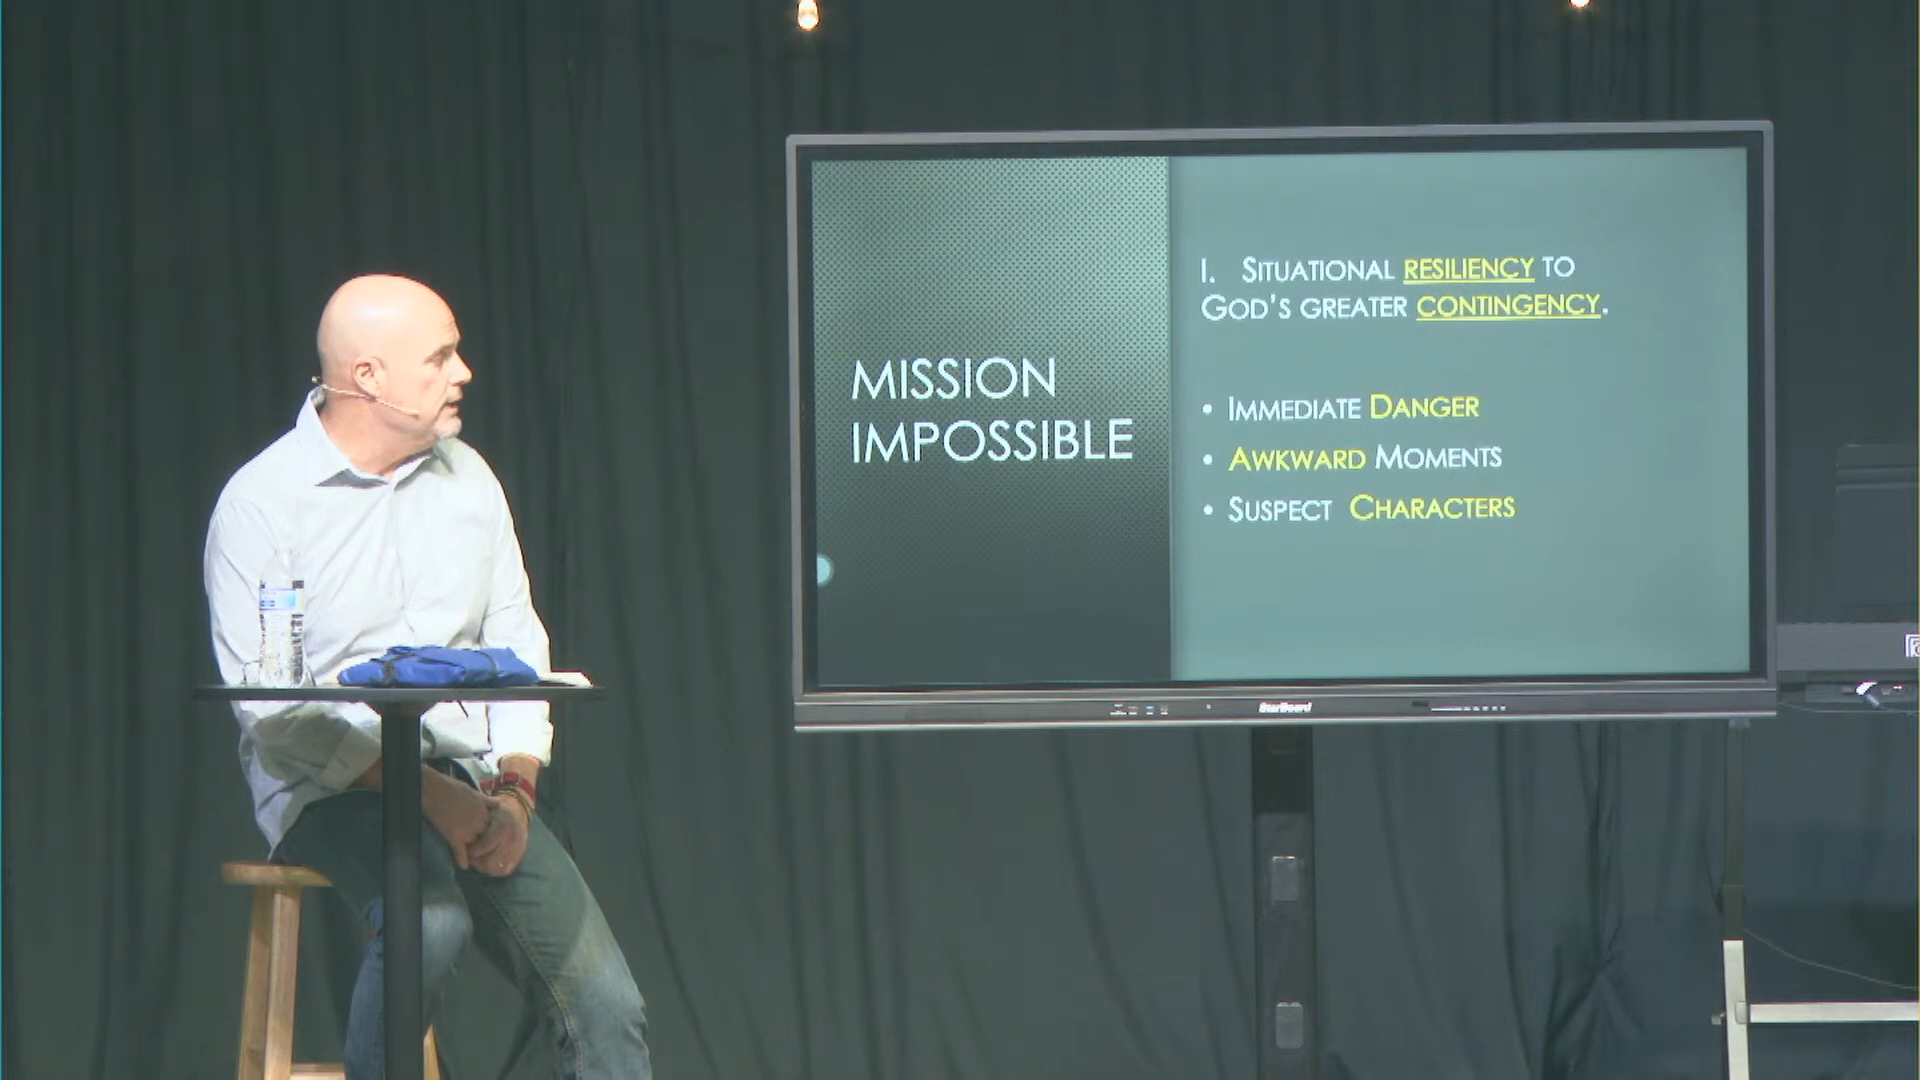 MISSION
IMPOSSIBLE
I. SITUATIONAL RESILIENCY TO
GOD'S GREATER CONTINGENCY.
• IMMEDIATE DANGER
• AWKWARD MOMENTS
• SUSPECT CHARACTERS
StarBoard